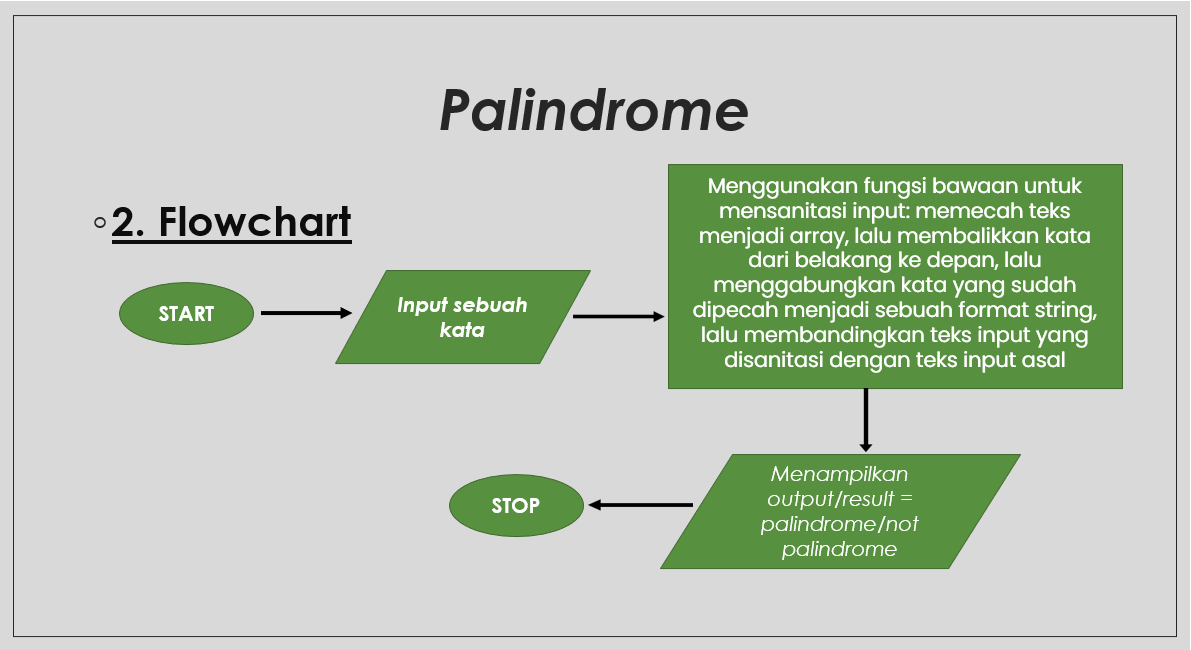 Palindrome
2. Flowchart
START
Input sebuah
kata
Menggunakan fungsi bawaan untuk
mensanitasi input: memecah teks
menjadi array, lalu membalikkan kata
dari belakang ke depan, lalu
menggabungkan kata yang sudah
dipecah menjadi sebuah format string,
lalu membandingkan teks input yang
disanitasi dengan teks input asal
Menampilkan
output/result =
palindrome/not
palindrome
STOP